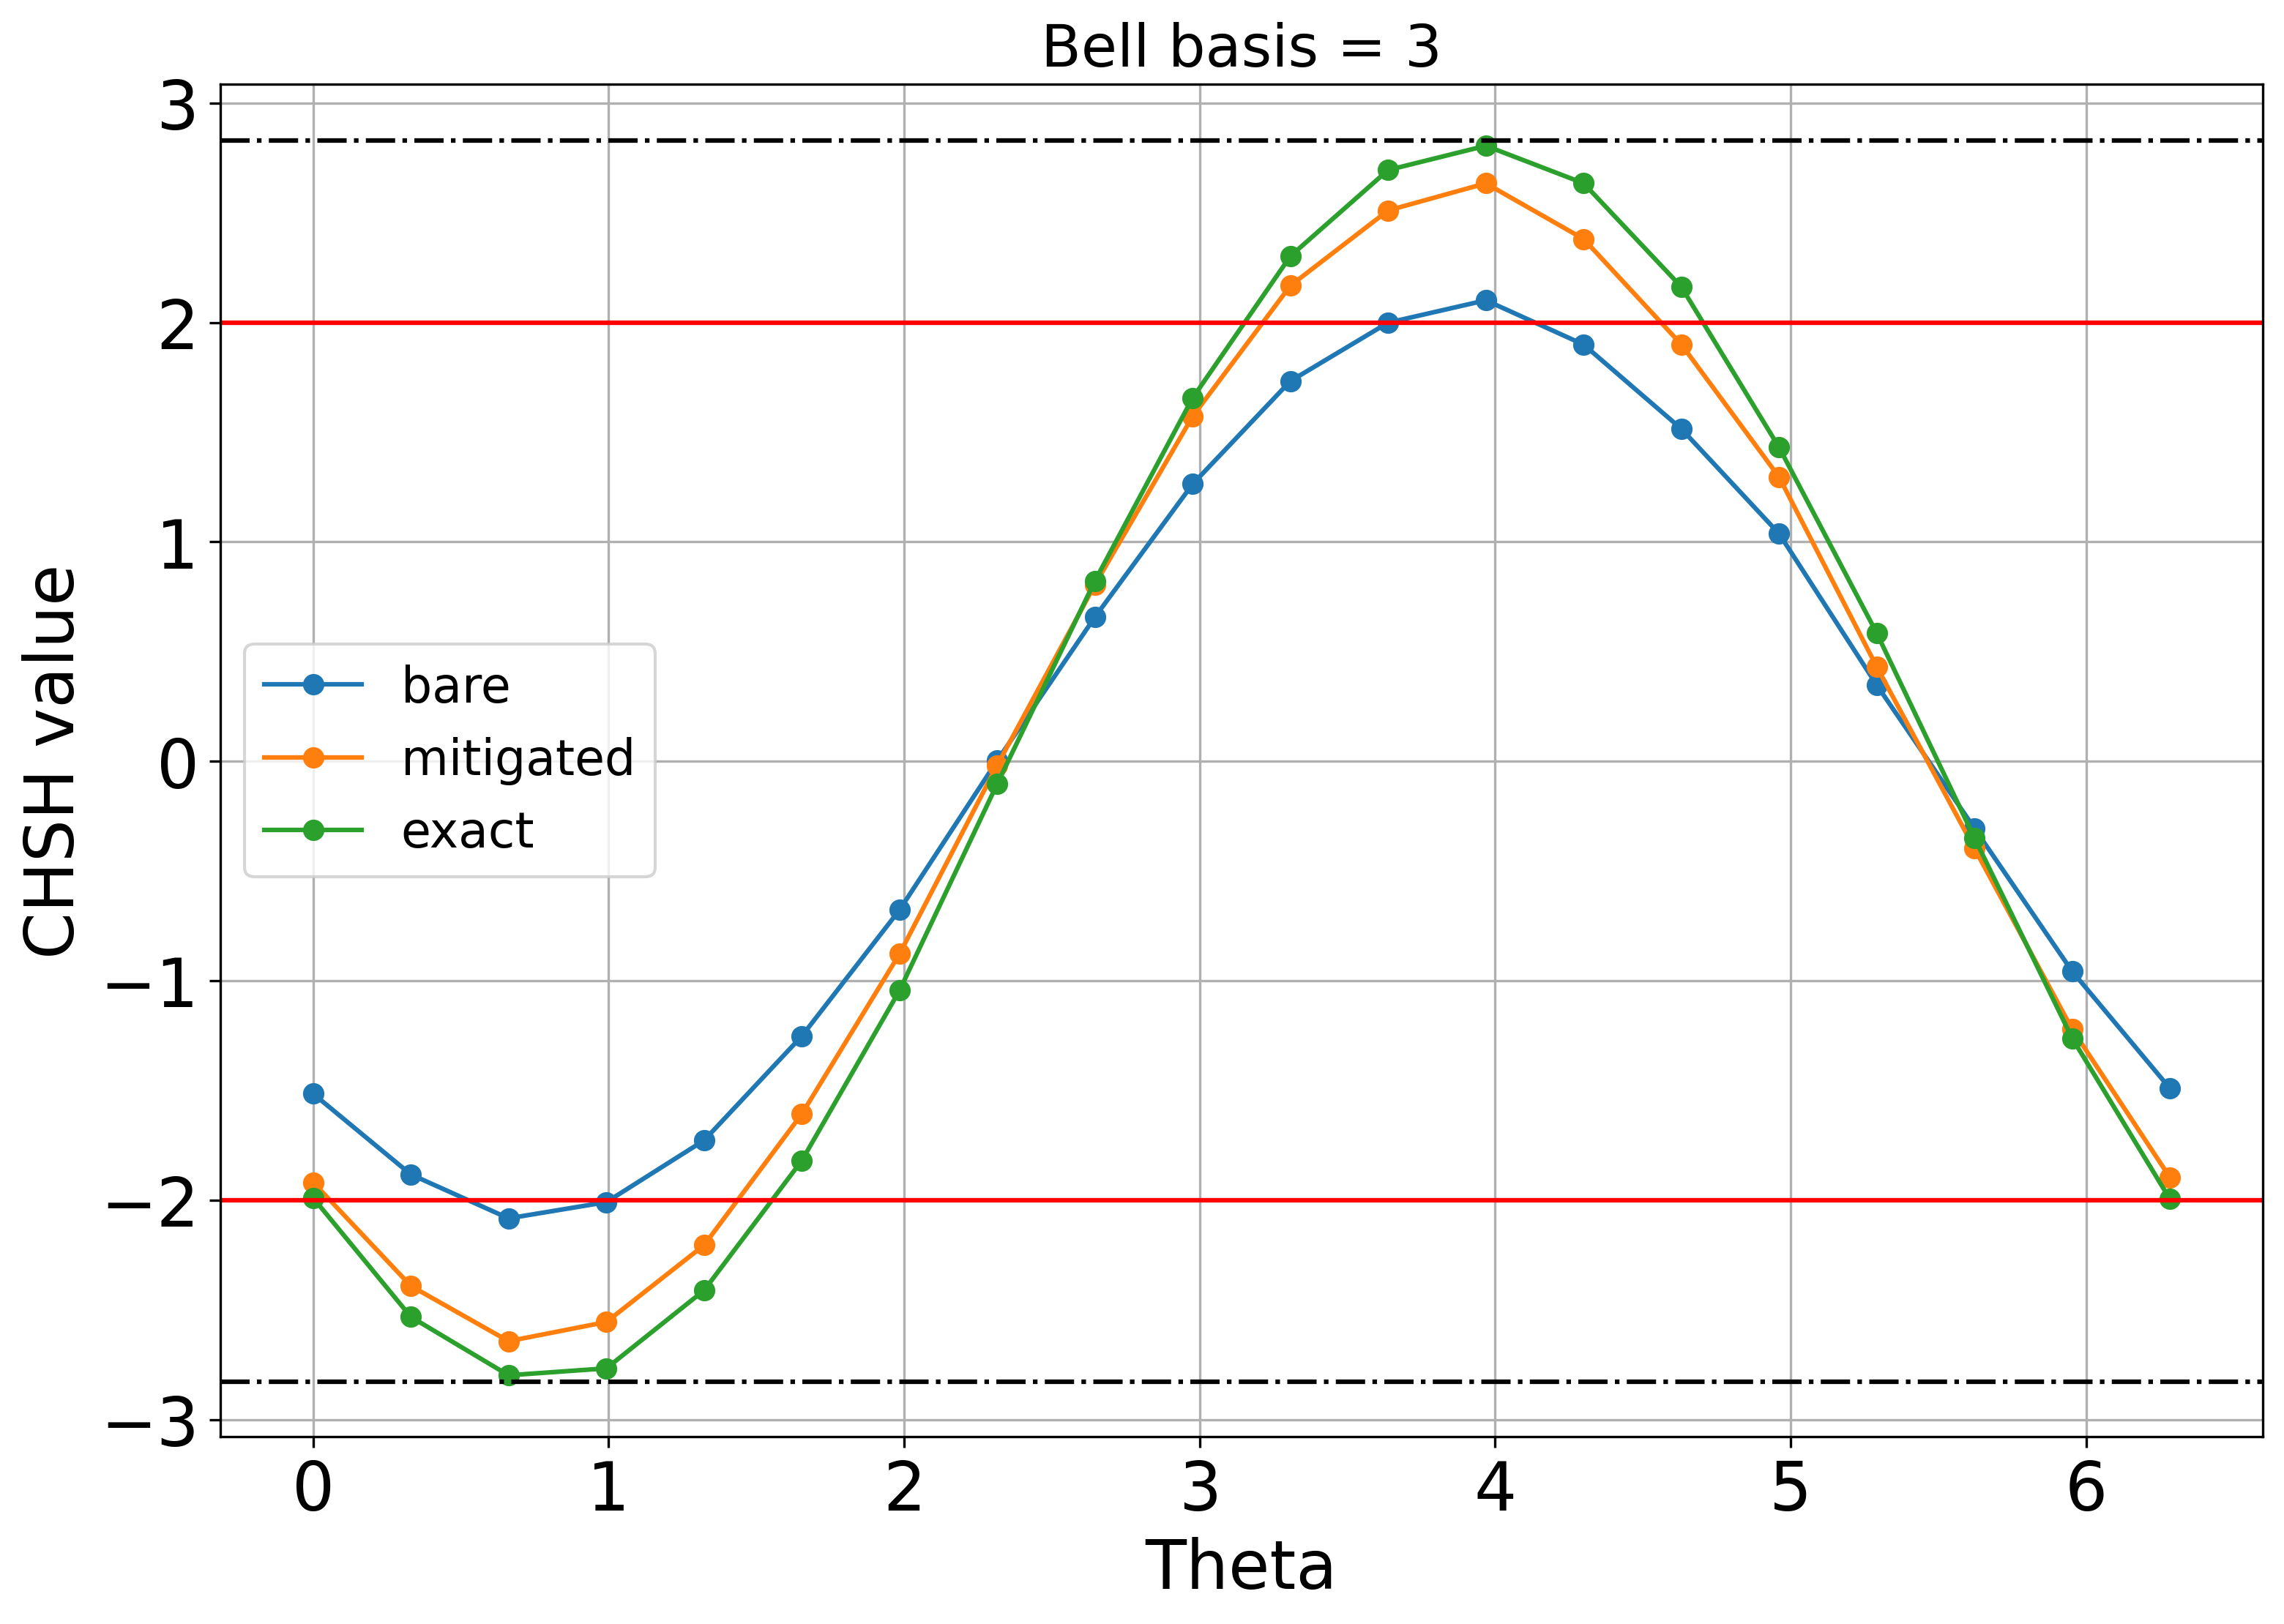 Bell basis = 3
CHSH value
3
2
1
0
−1
−2
−3
bare
mitigated
exact
0 1 2 3 4 5 6
Theta